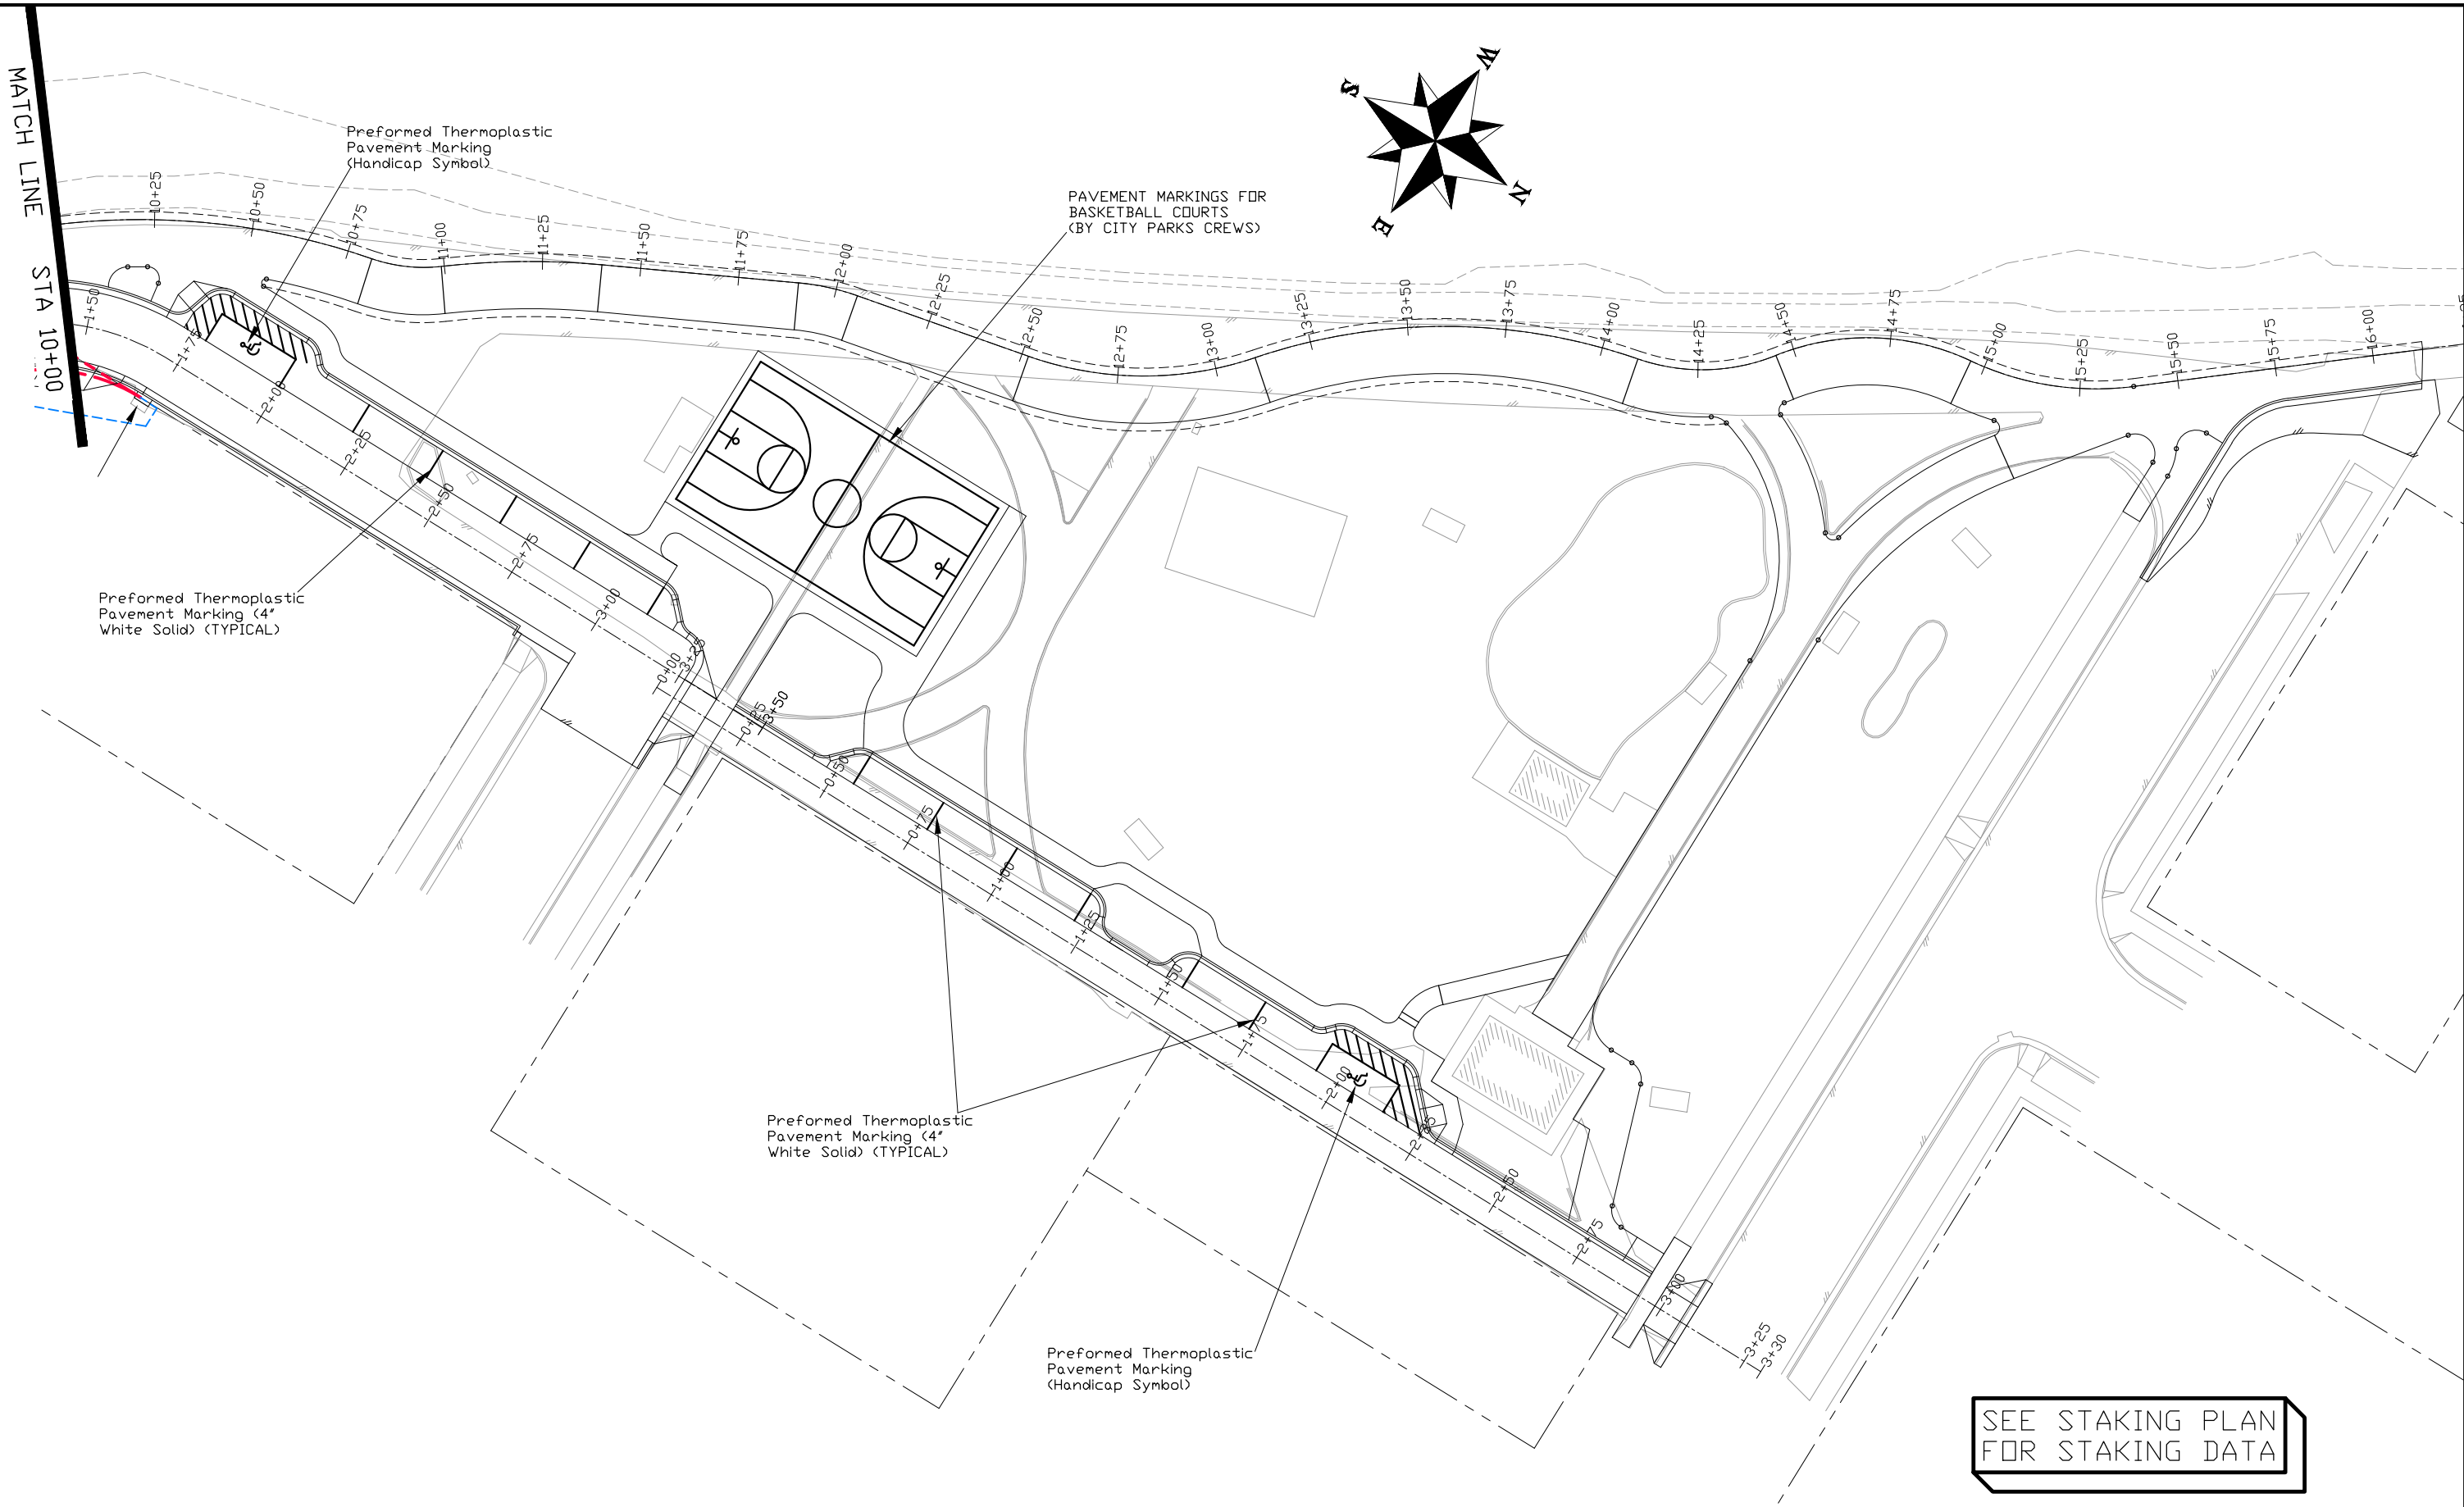 MATCH LINE STA 10+00
Preformed Thermoplastic
Pavement Marking
(Handicap Symbol)
PAVEMENT MARKINGS FOR
BASKETBALL COURTS
(BY CITY PARKS CREWS)
S
W
E
N
10+25
10+50
10+75
11+00
11+25
11+50
11+75
12+00
12+25
12+50
12+75
13+00
13+25
13+50
13+75
14+00
14+25
14+50
14+75
15+00
15+25
15+50
15+75
16+00
1+50
1+75
2+00
2+25
2+50
2+75
3+00
3+25
3+50
Preformed Thermoplastic
Pavement Marking (4"
White Solid) (TYPICAL)
0+00
0+25
0+50
0+75
1+00
1+25
1+50
1+75
2+00
2+25
2+50
2+75
3+00
3+25
3+30
Preformed Thermoplastic
Pavement Marking (4"
White Solid) (TYPICAL)
Preformed Thermoplastic
Pavement Marking
(Handicap Symbol)
SEE STAKING PLAN
FOR STAKING DATA